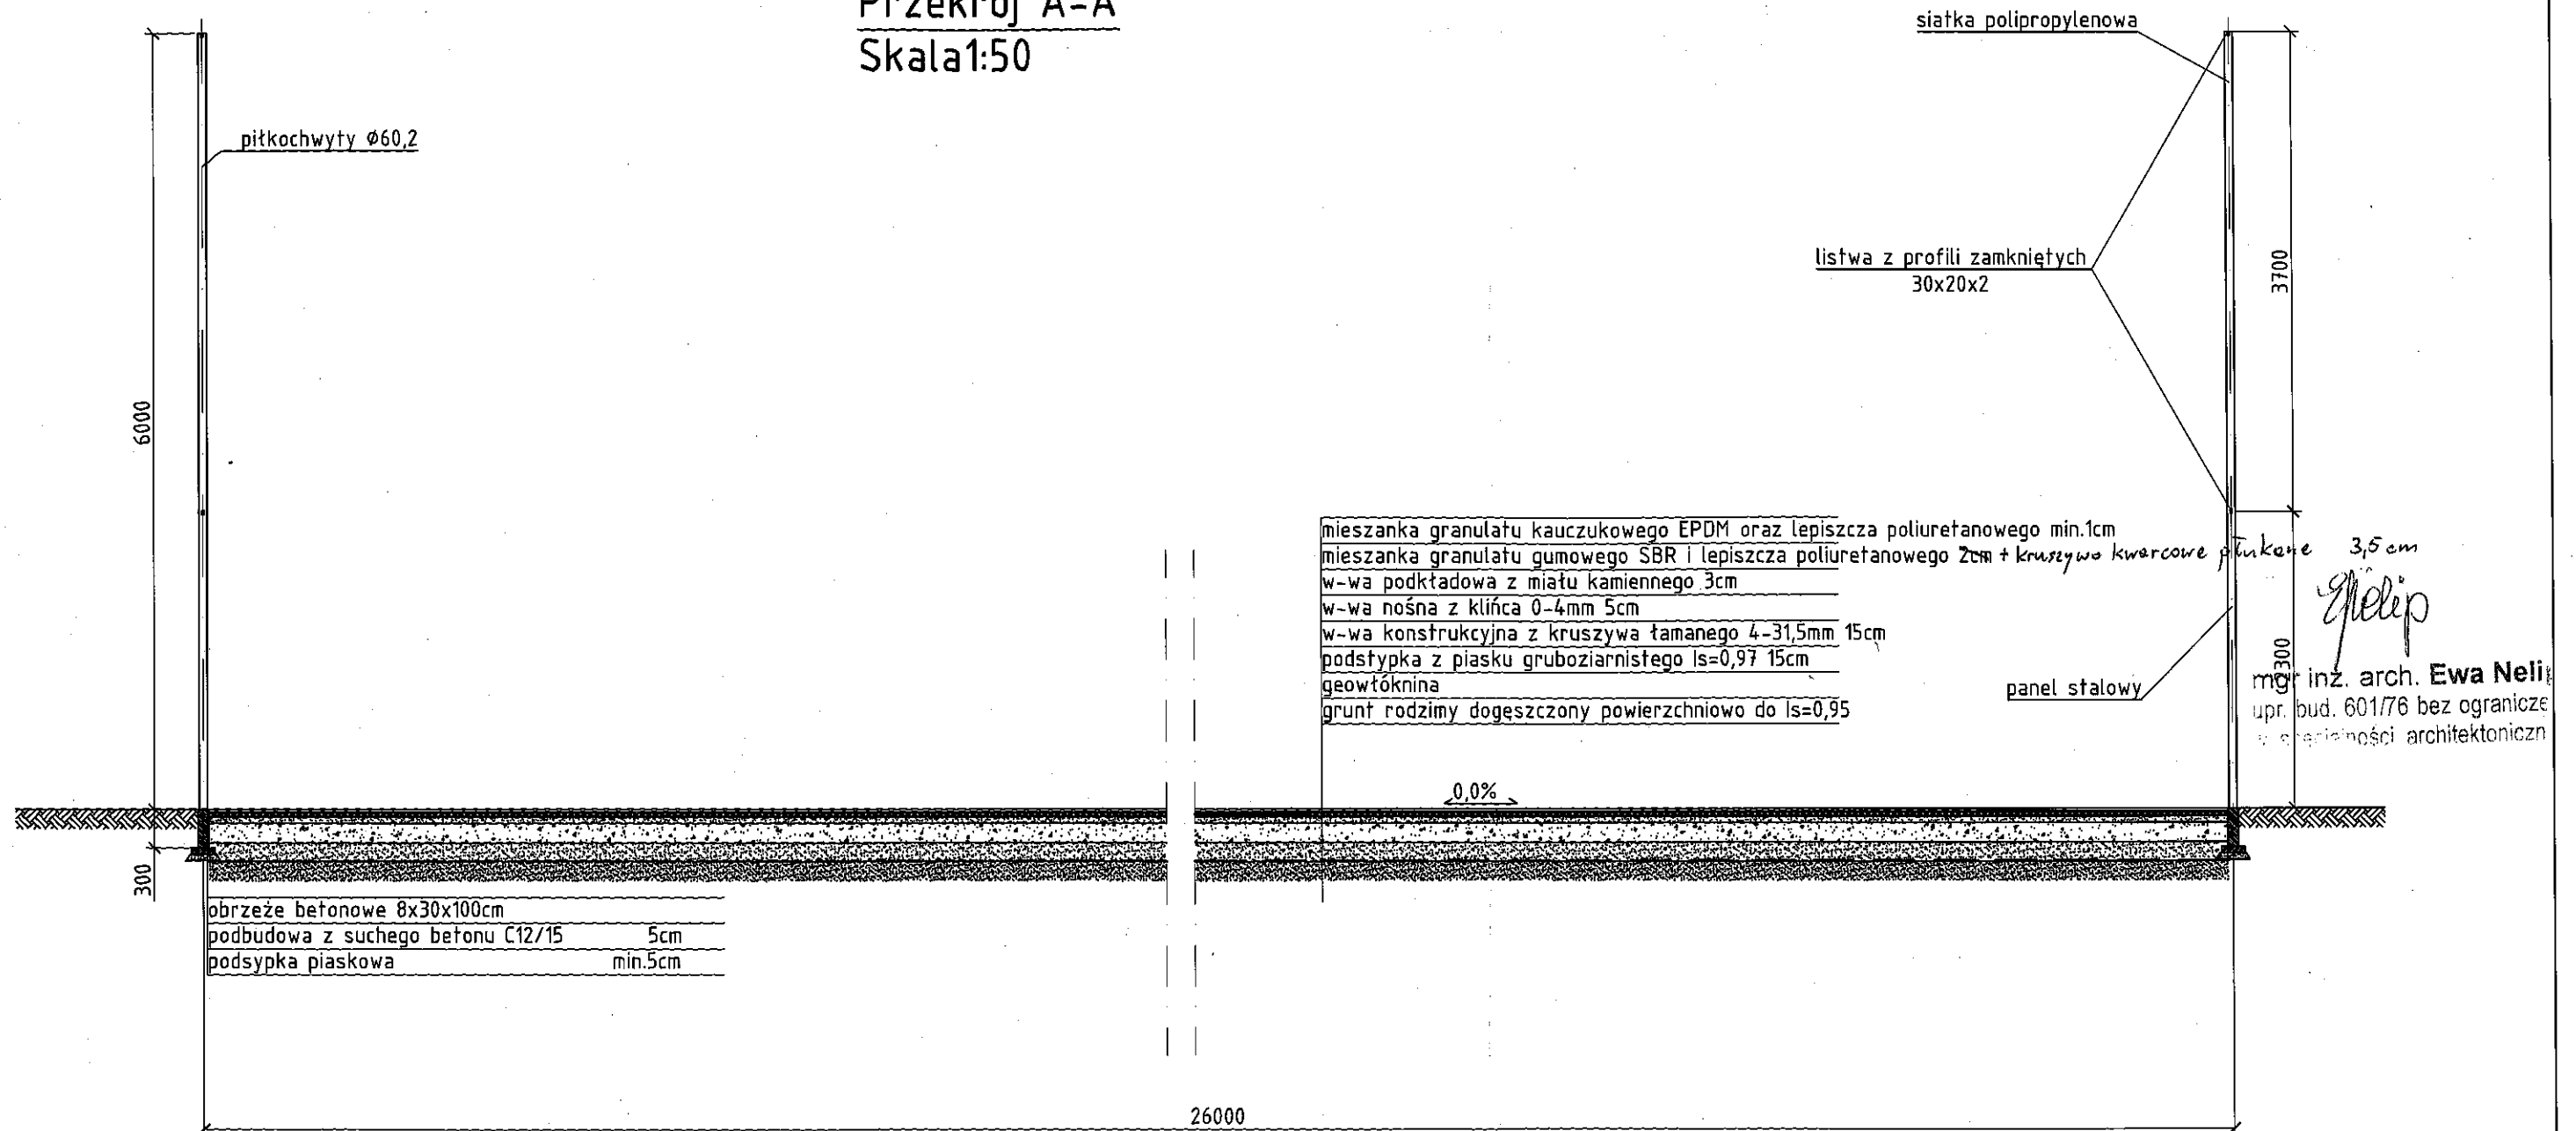 Przekrój A-A
Skala1:50
siatka polipropylenowa
piłkochwyty Ø60,2
listwa z profili zamkniętych
30x20x2
3700
6000
mieszanka granulatu kauczukowego EPDM oraz lepiszcza poliuretanowego min.1cm
mieszanka granulatu gumowego SBR i lepiszcza poliuretanowego 2cm + kruszywo kwarcowe płukane 3,5 cm
w-wa podkładowa z miału kamiennego 3cm
w-wa nośna z klińca 0-4mm 5cm
w-wa konstrukcyjna z kruszywa łamanego 4-31,5mm 15cm
podstypka z piasku gruboziarnistego Is=0,97 15cm
geowłóknina
grunt rodzimy dogęszczony powierzchniowo do Is=0,95
panel stalowy
300
mgr inż. arch. Ewa Neli
upr. bud. 601/76 bez ogranicze
architektoniczn
0,0%
300
obrzeże betonowe 8x30x100cm
podbudowa z suchego betonu C12/15 5cm
podsypka piaskowa min.5cm
26000